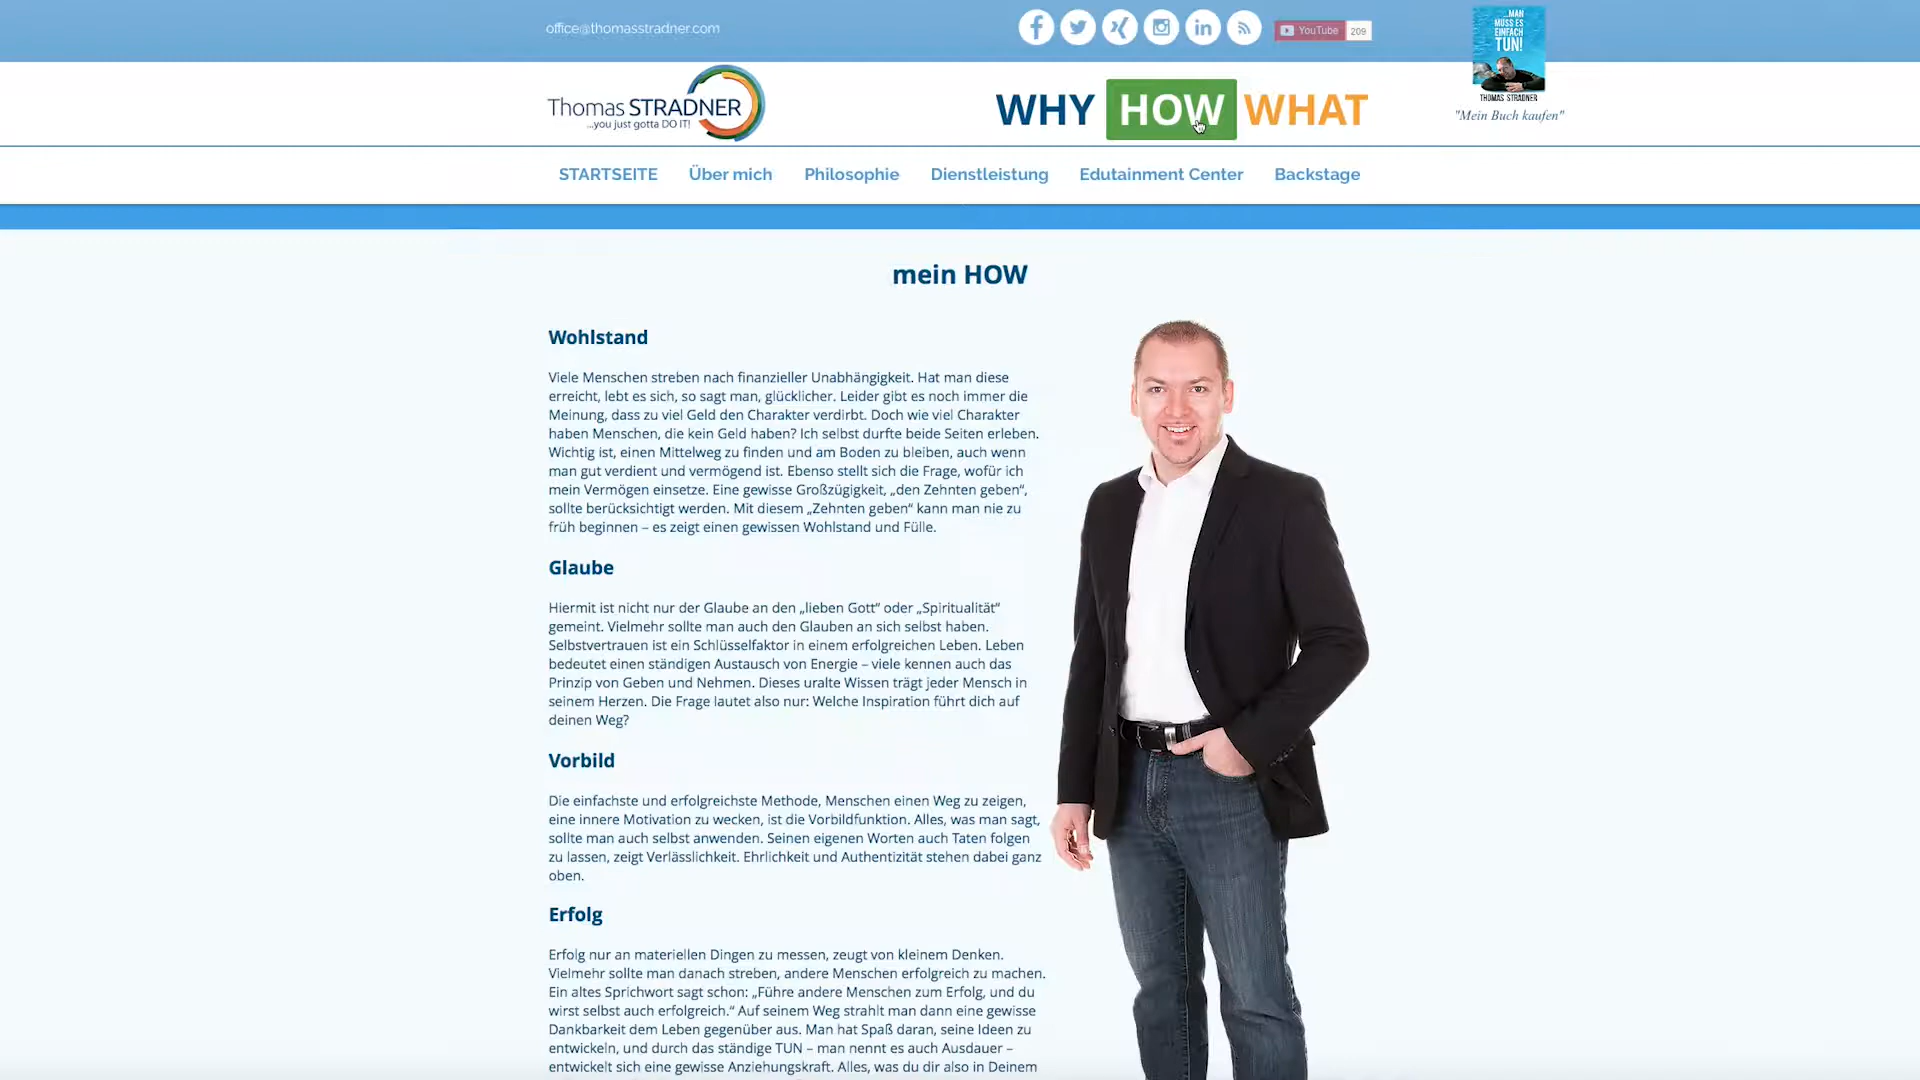 office@thomasstradner.com
YouTube 209
MAN
MUSS ES
EINFACH
TUN!
THOMAS STRADNER
"Mein Buch kaufen"
Thomas STRADNER
...you just gotta DO IT!
WHY HOW WHAT
STARTSEITE Über mich Philosophie Dienstleistung Edutainment Center Backstage
mein HOW
Wohlstand
Viele Menschen streben nach finanzieller Unabhängigkeit. Hat man diese
erreicht, lebt es sich, so sagt man, glücklicher. Leider gibt es noch immer die
Meinung, dass zu viel Geld den Charakter verdirbt. Doch wie viel Charakter
haben Menschen, die kein Geld haben? Ich selbst durfte beide Seiten erleben.
Wichtig ist, einen Mittelweg zu finden und am Boden zu bleiben, auch wenn
man gut verdient und vermögend ist. Ebenso stellt sich die Frage, wofür ich
mein Vermögen einsetze. Eine gewisse Großzügigkeit, „den Zehnten geben“,
sollte berücksichtigt werden. Mit diesem „Zehnten geben“ kann man nie zu
früh beginnen – es zeigt einen gewissen Wohlstand und Fülle.
Glaube
Hiermit ist nicht nur der Glaube an den „lieben Gott“ oder „Spiritualität“
gemeint. Vielmehr sollte man auch den Glauben an sich selbst haben.
Selbstvertrauen ist ein Schlüsselfaktor in einem erfolgreichen Leben. Leben
bedeutet einen ständigen Austausch von Energie – viele kennen auch das
Prinzip von Geben und Nehmen. Dieses uralte Wissen trägt jeder Mensch in
seinem Herzen. Die Frage lautet also nur: Welche Inspiration führt dich auf
deinen Weg?
Vorbild
Die einfachste und erfolgreichste Methode, Menschen einen Weg zu zeigen,
eine innere Motivation zu wecken, ist die Vorbildfunktion. Alles, was man sagt,
sollte man auch selbst anwenden. Seinen eigenen Worten auch Taten folgen
zu lassen, zeigt Verlässlichkeit. Ehrlichkeit und Authentizität stehen dabei ganz
oben.
Erfolg
Erfolg nur an materiellen Dingen zu messen, zeugt von kleinem Denken.
Vielmehr sollte man danach streben, andere Menschen erfolgreich zu machen.
Ein altes Sprichwort sagt schon: „Führe andere Menschen zum Erfolg, und du
wirst selbst auch erfolgreich.“ Auf seinem Weg strahlt man dann eine gewisse
Dankbarkeit dem Leben gegenüber aus. Man hat Spaß daran, seine Ideen zu
entwickeln, und durch das ständige TUN – man nennt es auch Ausdauer –
entwickelt sich eine gewisse Anziehungskraft. Alles, was du dir also in Deinem